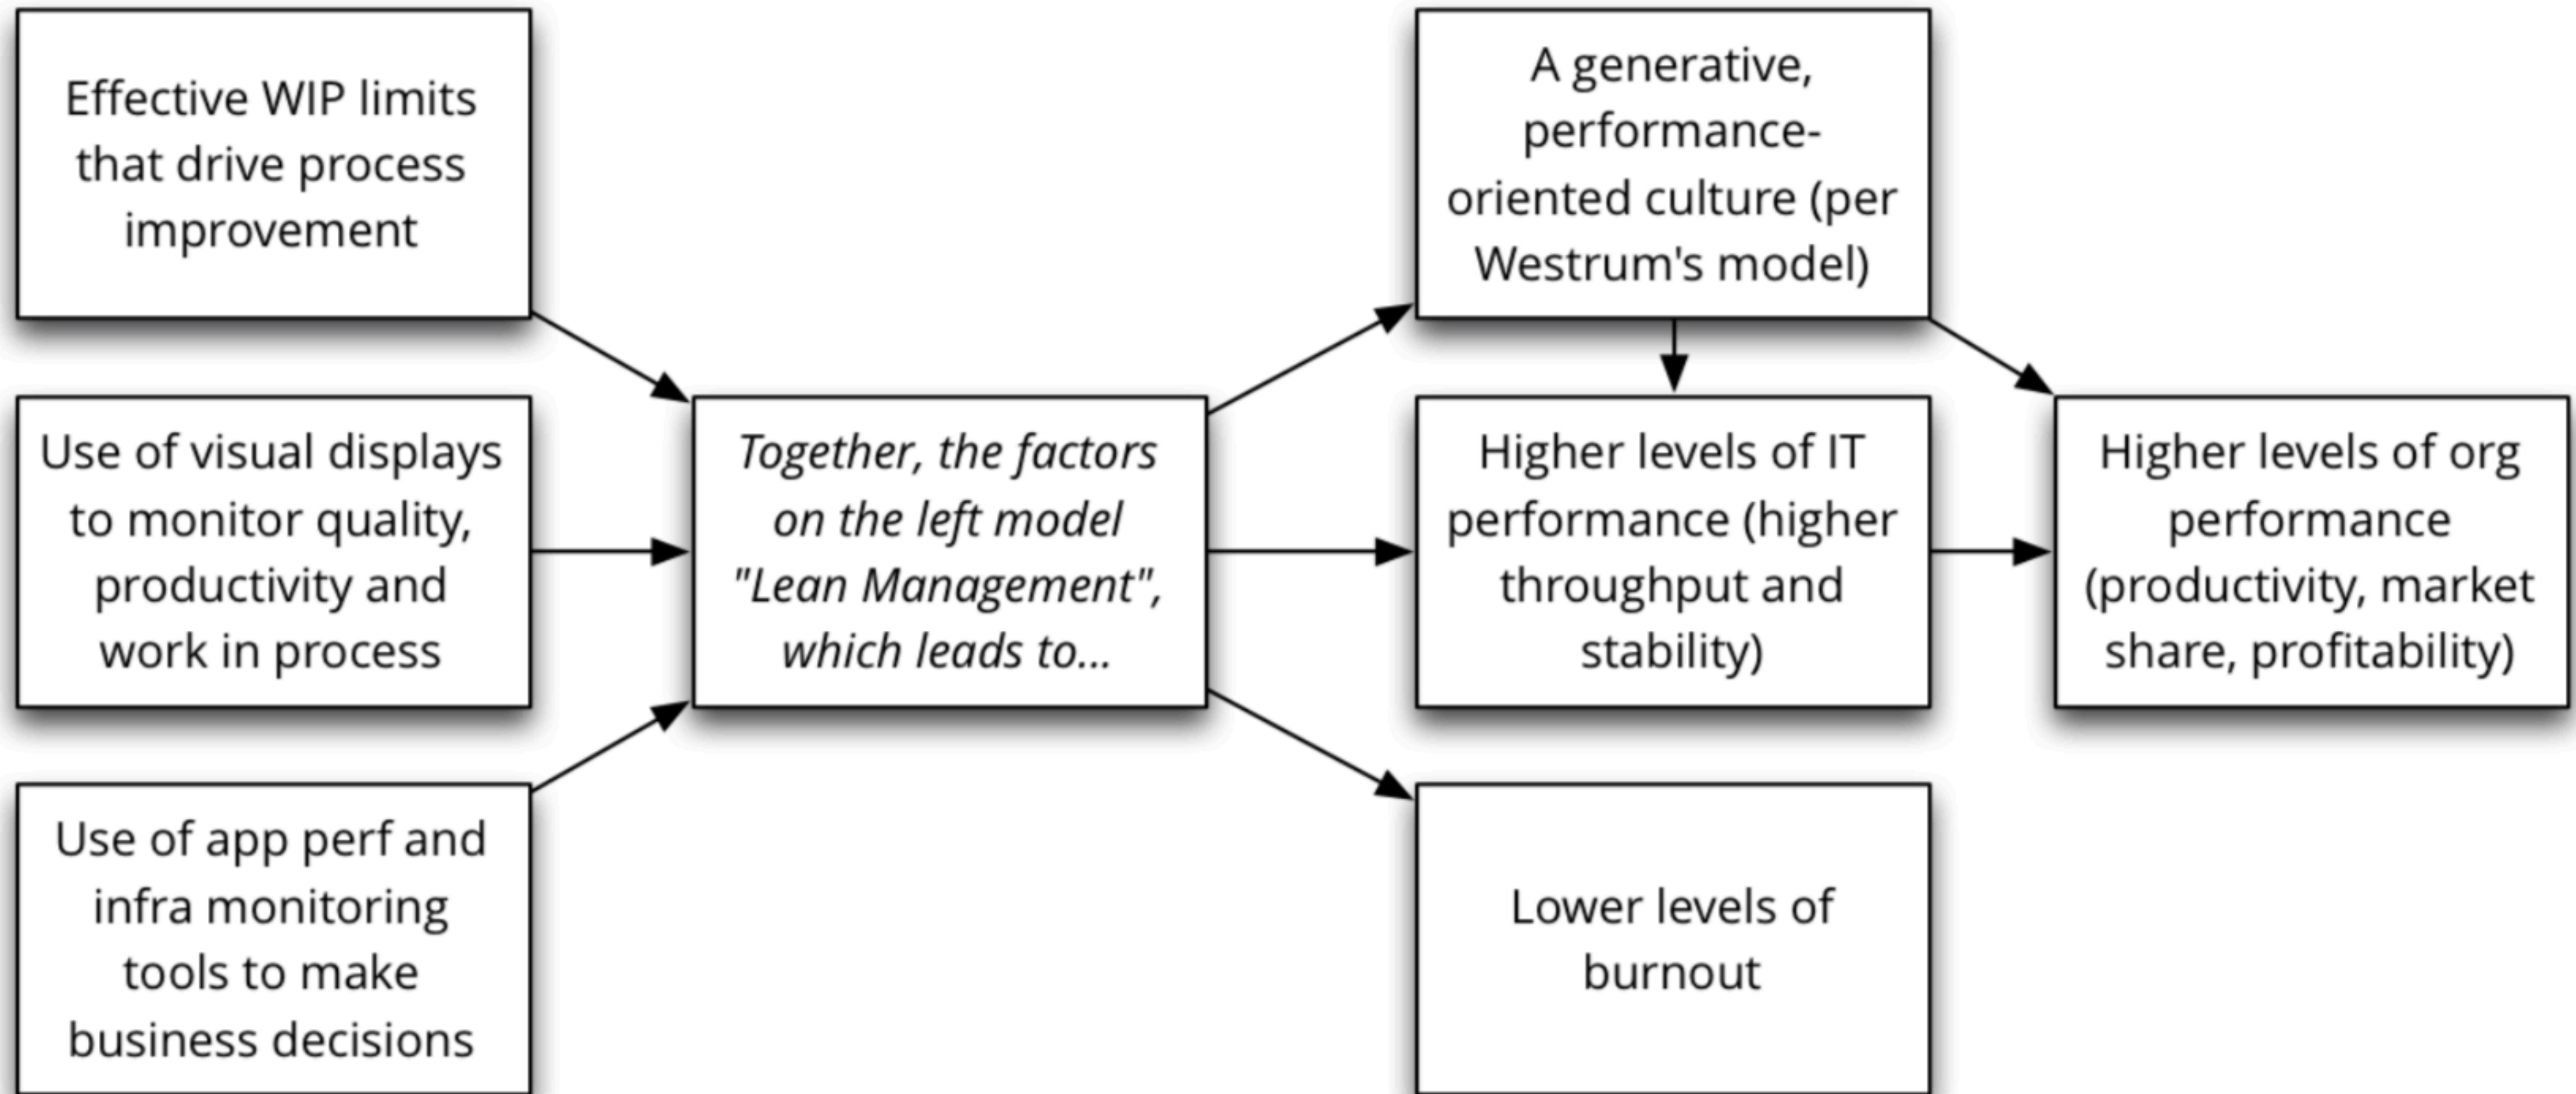 Effective WIP limits
that drive process
improvement
Use of visual displays
to monitor quality,
productivity and
work in process
Use of app perf and
infra monitoring
tools to make
business decisions
Together, the factors
on the left model
"Lean Management",
which leads to...
A generative,
performance-
oriented culture (per
Westrum's model)
Higher levels of IT
performance (higher
throughput and
stability)
Lower levels of
burnout
Higher levels of org
performance
(productivity, market
share, profitability)